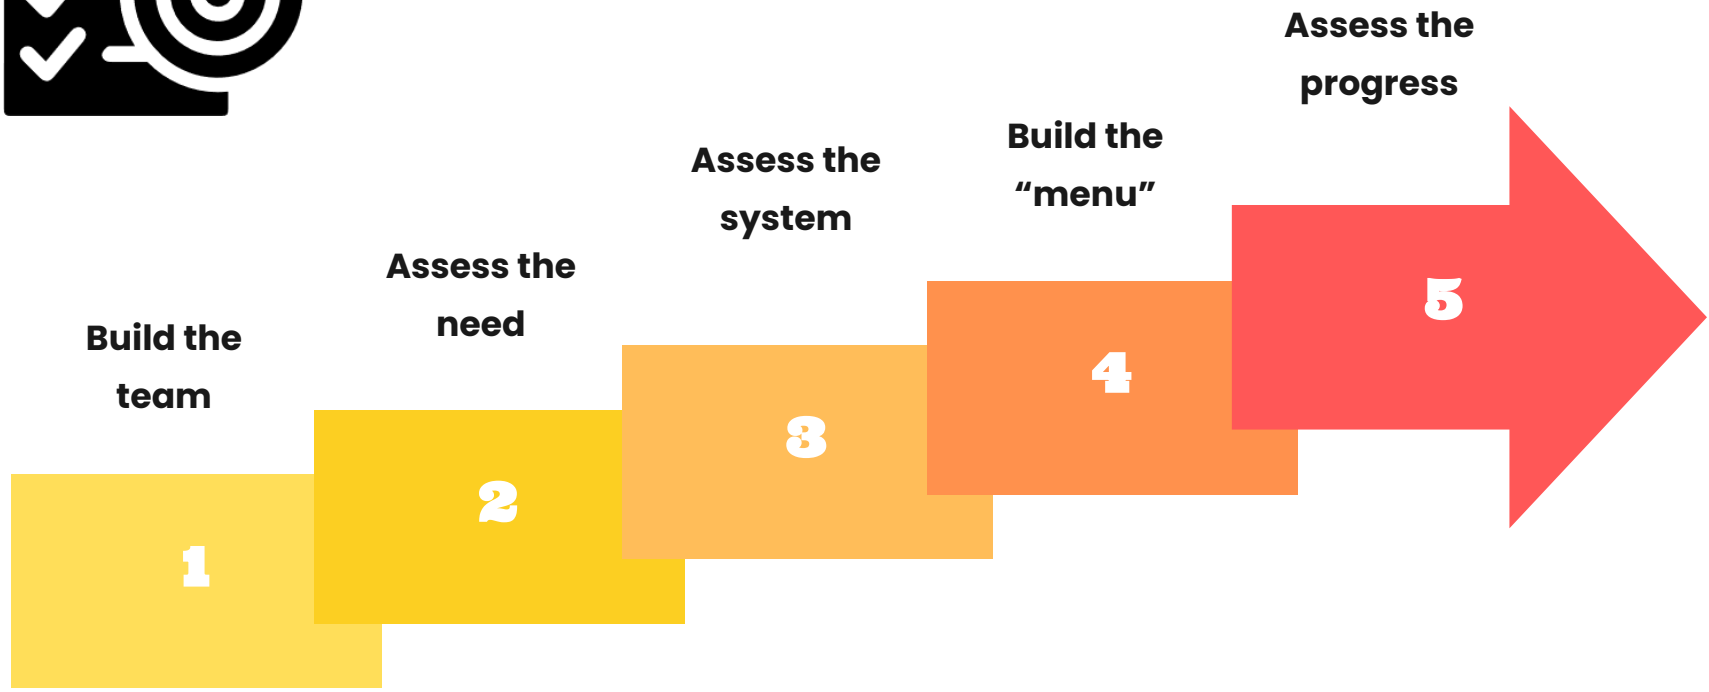 Build the
team
1
Assess the
need
2
Assess the
system
3
Build the
“menu”
4
Assess the
progress
5